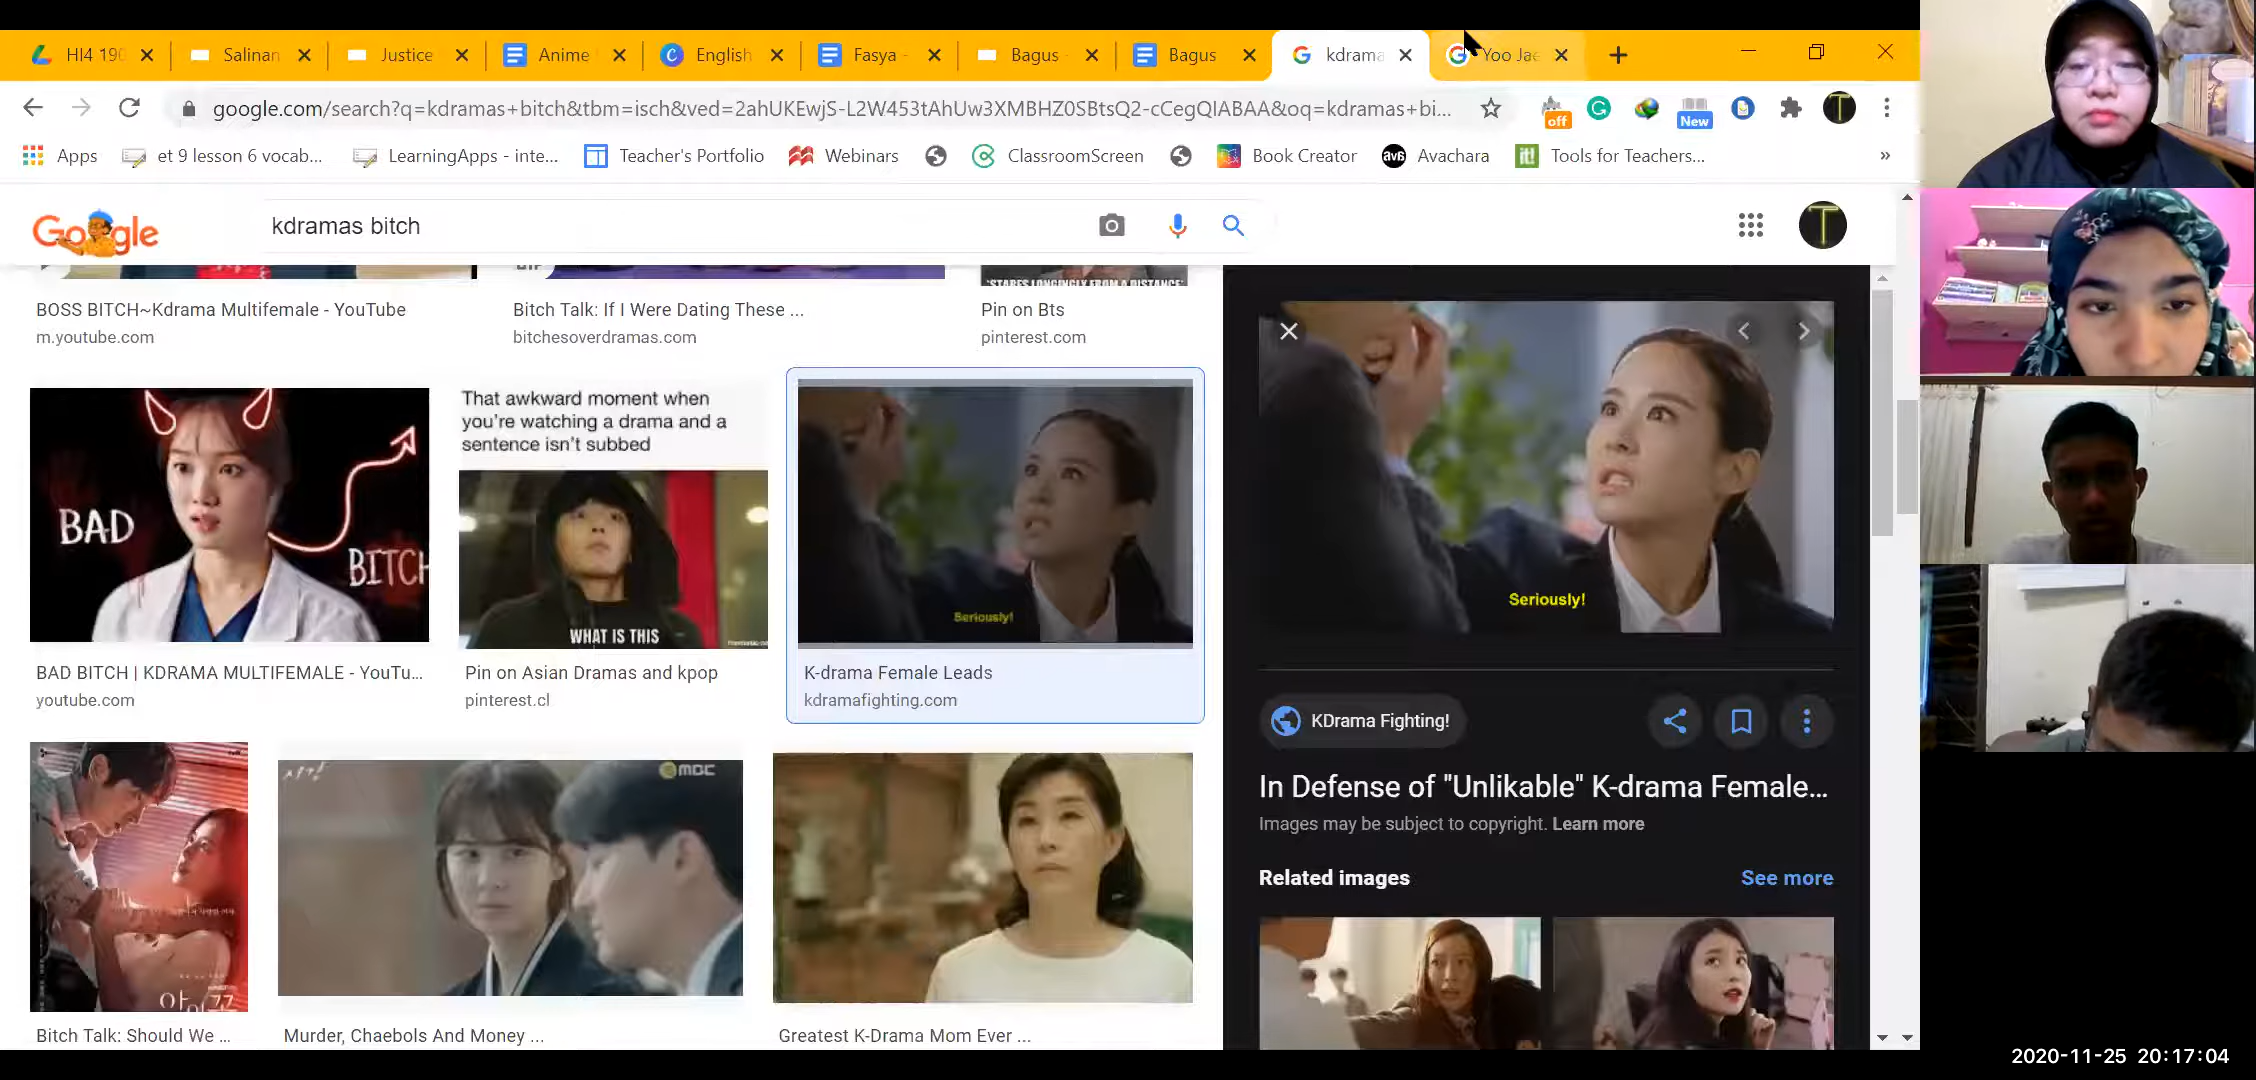 HI4 190
Salinan
Justice
Anime
English
Fasya -
Bagus -
Bagus
kdrama
Yoo Jae
google.com/search?q=kdramas+bitch&tbm=isch&ved=2ahUKEwjS-L2W453tAhUw3XMBHZ0SBtsQ2-cCegQIABAA&oq=kdramas+bi...
off
New
T
Apps
et 9 lesson 6 vocab...
LearningApps - inte...
Teacher's Portfolio
Webinars
ClassroomScreen
Book Creator
Avachara
Tools for Teachers...
»
Google
kdramas bitch
T
'STARES LONGINGLY FROM A DISTANCE'
BOSS BITCH~Kdrama Multifemale - YouTube
m.youtube.com
Bitch Talk: If I Were Dating These ...
bitchesoverdramas.com
Pin on Bts
pinterest.com
BAD
BITCH
BAD BITCH | KDRAMA MULTIFEMALE - YouTu...
youtube.com
That awkward moment when
you're watching a drama and a
sentence isn't subbed
WHAT IS THIS
Pin on Asian Dramas and kpop
pinterest.cl
Seriously!
K-drama Female Leads
kdramafighting.com
Bitch Talk: Should We ...
MBC
Murder, Chaebols And Money ...
Greatest K-Drama Mom Ever ...
Seriously!
KDrama Fighting!
In Defense of "Unlikable" K-drama Female...
Images may be subject to copyright. Learn more
Related images
See more
2020-11-25 20:17:04